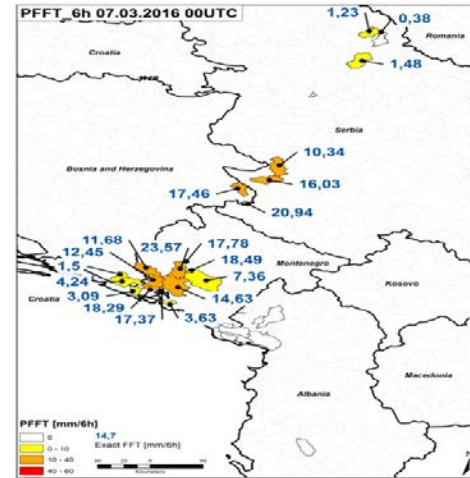 PFFT_6h 07.03.2016 00UTC
1,23
0,38
Romania
Croatia
1,48
Serbia
10,34
Bosnia and Herzegovina
16,03
17,46
20,94
11,68
23,57
17,78
12,45
18,49
Montenegro
1,5
7,36
Kosovo
4,24
Croatia
3,09
14,63
18,29
3,63
17,37
Macedonia
Albania
PFFT [mm/6h]
0
14,7
0 - 10
Exact FFT [mm/6h]
10 - 40
40 - 60
Kilometers
N